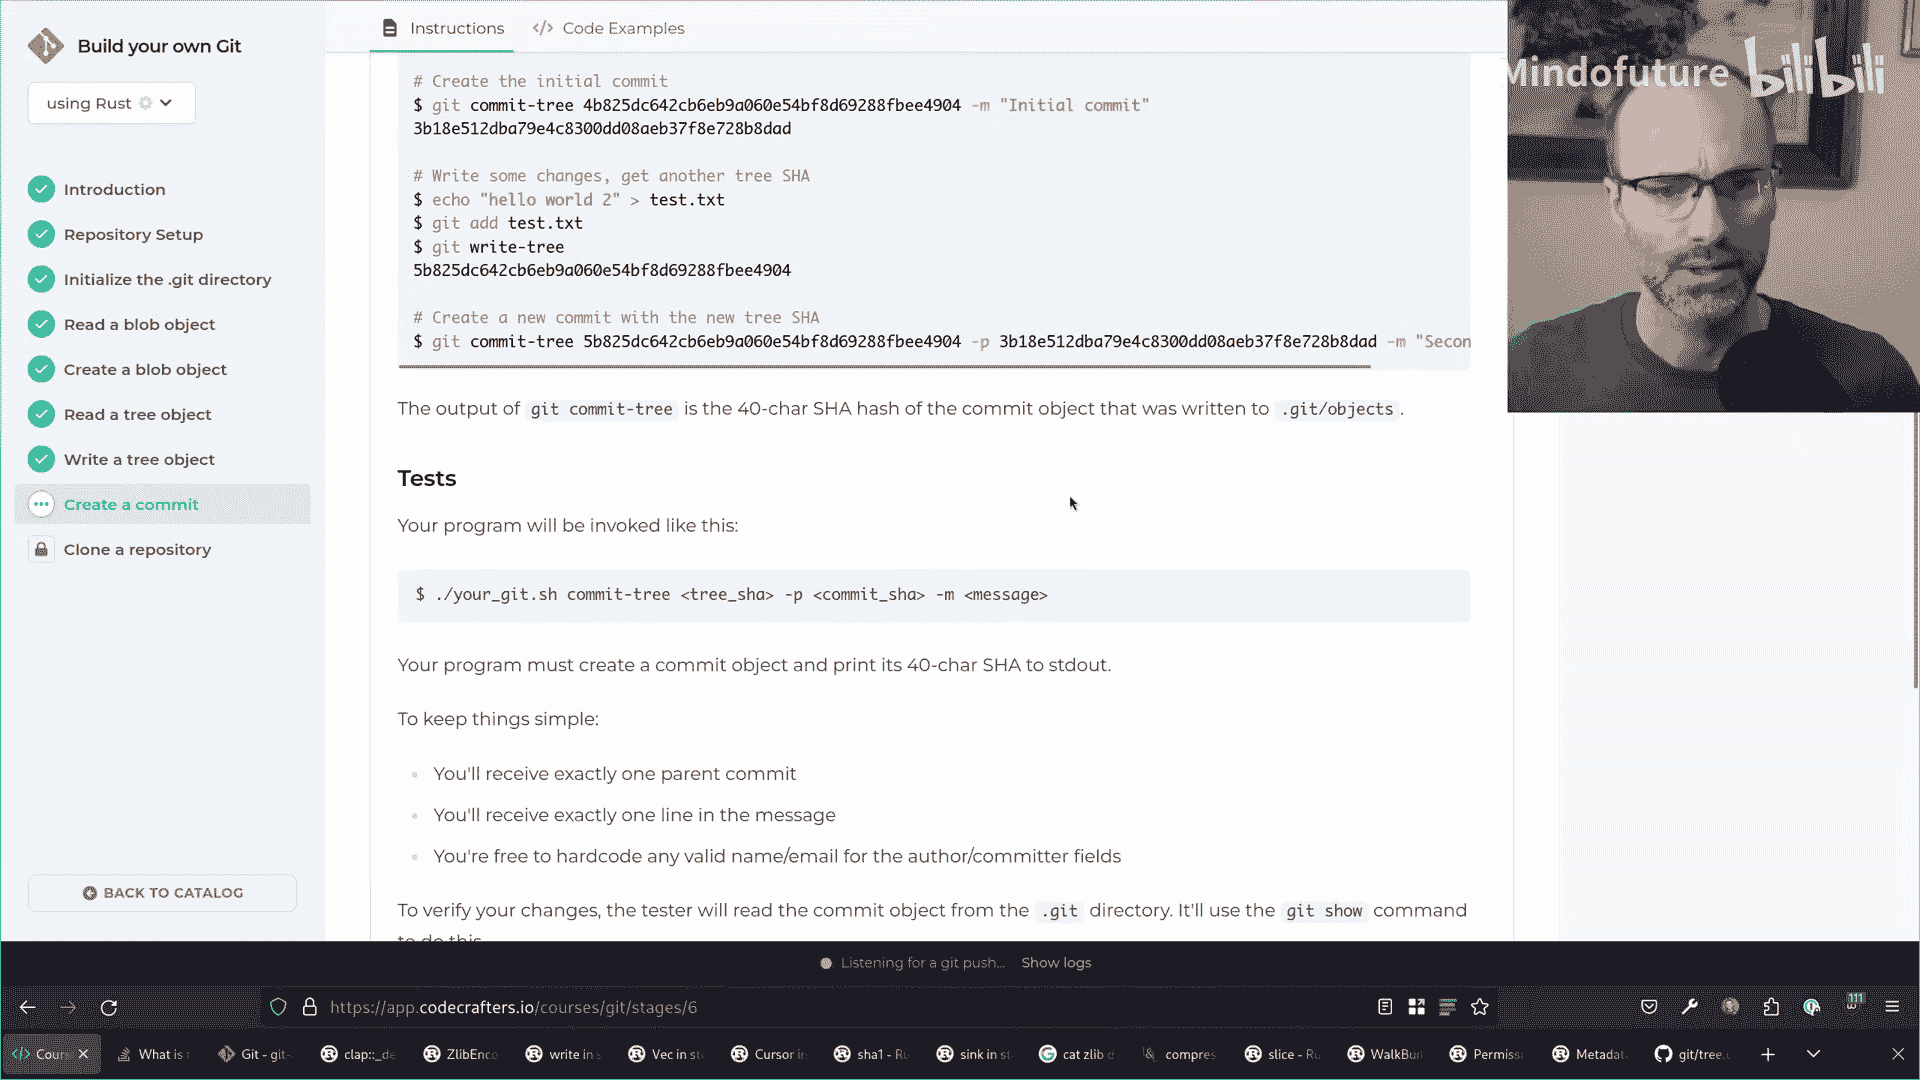 Build your own Git
using Rust
Introduction
Repository Setup
Initialize the .git directory
Read a blob object
Create a blob object
Read a tree object
Write a tree object
Create a commit
Clone a repository
BACK TO CATALOG
Instructions
</> Code Examples
# Create the initial commit
$ git commit-tree 4b825dc642cb6eb9a060e54bf8d69288fbee4904 -m "Initial commit"
3b18e512dba79e4c8300dd08aeb37f8e728b8dad
# Write some changes, get another tree SHA
$ echo "hello world 2" > test.txt
$ git add test.txt
$ git write-tree
5b825dc642cb6eb9a060e54bf8d69288fbee4904
# Create a new commit with the new tree SHA
$ git commit-tree 5b825dc642cb6eb9a060e54bf8d69288fbee4904 -p 3b18e512dba79e4c8300dd08aeb37f8e728b8dad -m "Secon
The output of git commit-tree is the 40-char SHA hash of the commit object that was written to .git/objects .
Tests
Your program will be invoked like this:
$ ./your_git.sh commit-tree <tree_sha> -p <commit_sha> -m <message>
Your program must create a commit object and print its 40-char SHA to stdout.
To keep things simple:
You'll receive exactly one parent commit
You'll receive exactly one line in the message
You're free to hardcode any valid name/email for the author/committer fields
To verify your changes, the tester will read the commit object from the .git directory. It'll use the git show command
to do this
Mindofuture bilibili
Listening for a git push... Show logs
https://app.codecrafters.io/courses/git/stages/6
111
</> Cour
What is
Git - git-
clap::_de
ZlibEnco
write in s
Vec in st
Cursor in
sha1 - Ru
sink in st
cat zlib d
compres
slice - Ru
WalkBui
Permiss
Metadat
git/tree.